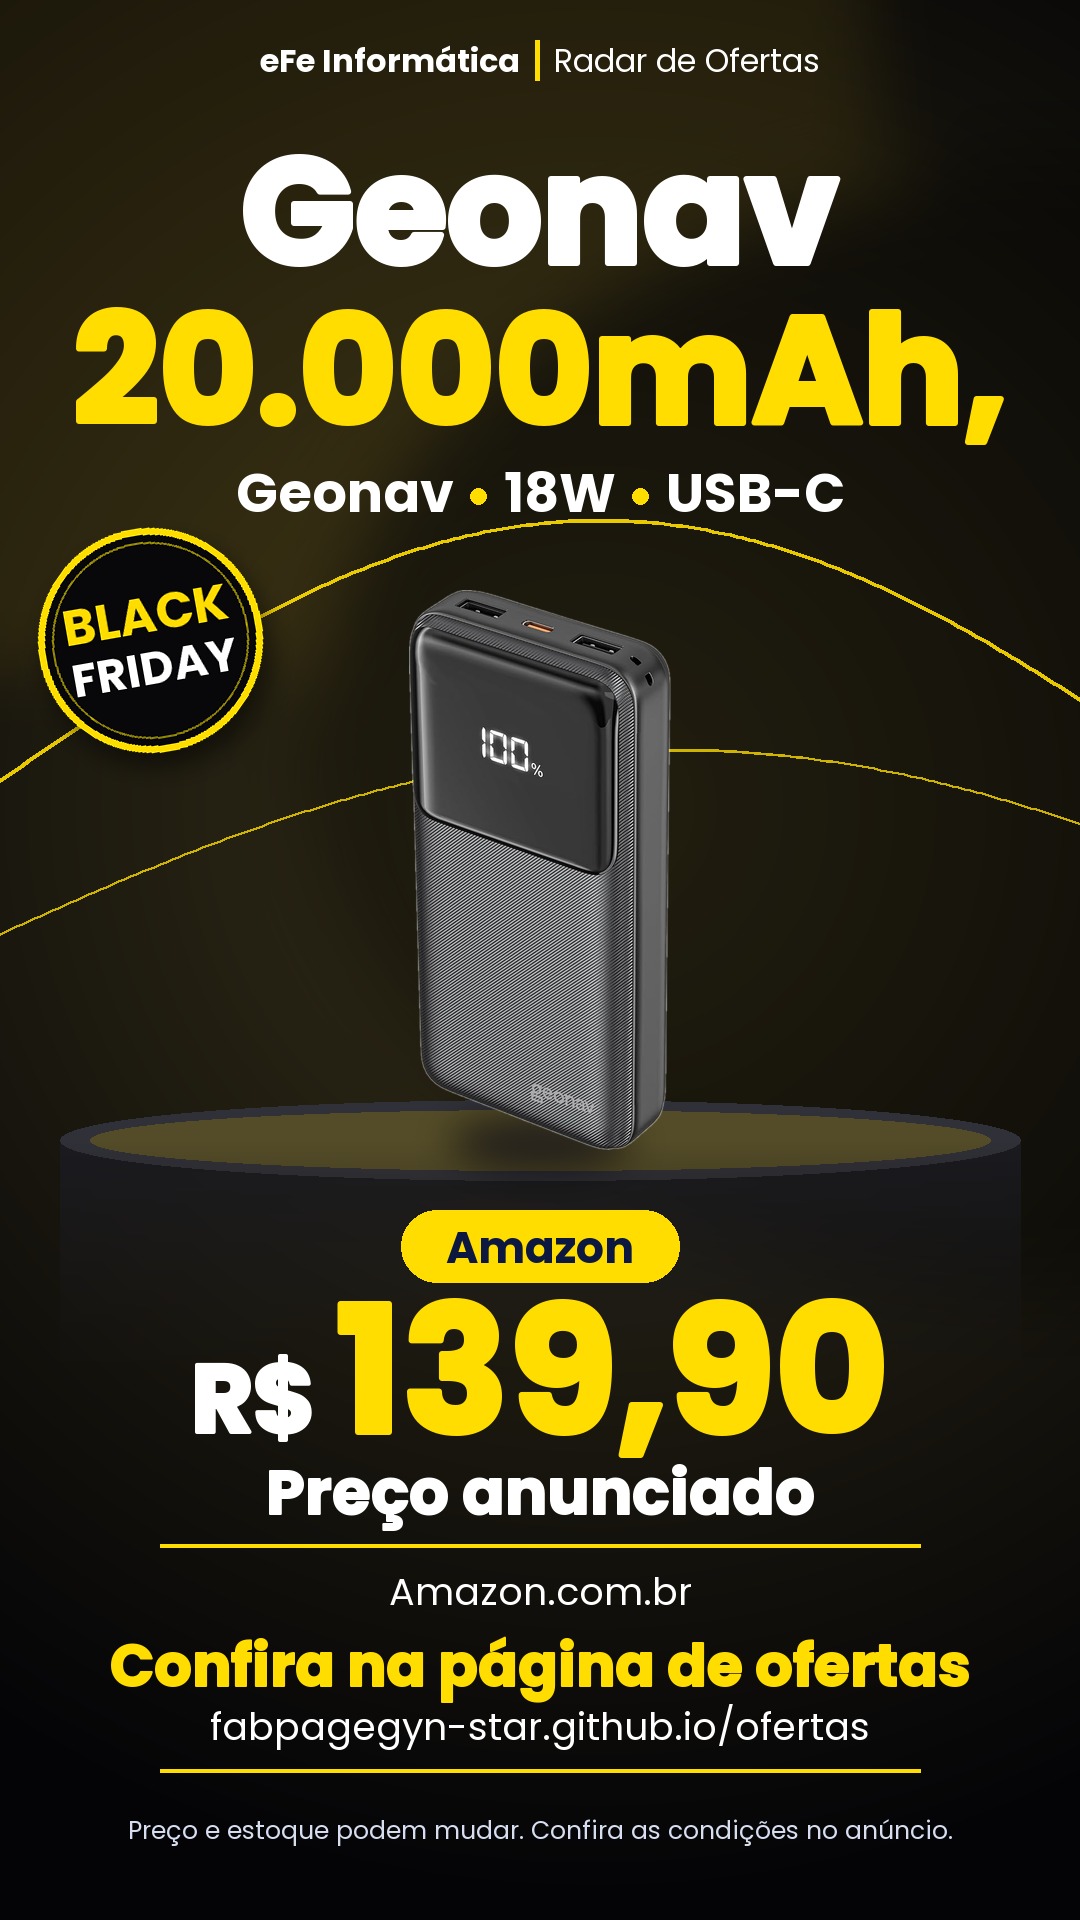 eFe Informática | Radar de Ofertas
Geonav
20.000mAh,
Geonav • 18W • USB-C
BLACK
FRIDAY
100%
geonav
Amazon
R$ 139,90
Preço anunciado
Amazon.com.br
Confira na página de ofertas
fabpagegyn-star.github.io/ofertas
Preço e estoque podem mudar. Confira as condições no anúncio.